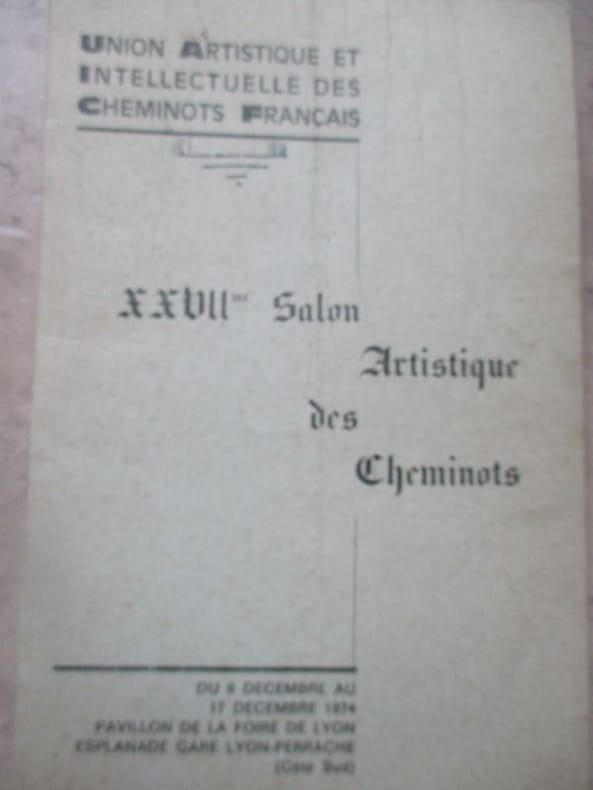 UNION ARTISTIQUE ET
INTELLECTUELLE DES
CHEMINOTS FRANÇAIS
XXVIIme Salon
Artistique
des
Cheminots
DU 6 DECEMBRE AU
17 DECEMBRE 1974
PAVILLON DE LA FOIRE DE LYON
ESPLANADE GARE LYON-PERRACHE
(Côté Sud)